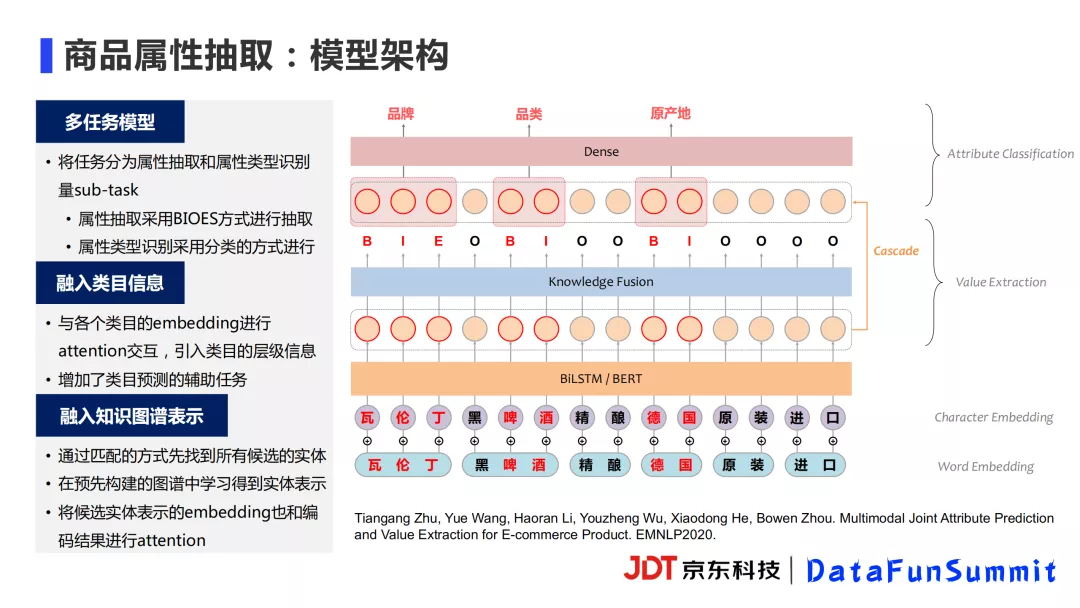 商品属性抽取：模型架构
多任务模型
• 将任务分为属性抽取和属性类型识别
量sub-task
• 属性抽取采用BIOES方式进行抽取
• 属性类型识别采用分类的方式进行
融入类目信息
• 与各个类目的embedding进行
attention交互，引入类目的层级信息
• 增加了类目预测的辅助任务
融入知识图谱表示
• 通过匹配的方式先找到所有候选的实体
• 在预先构建的图谱中学习得到实体表示
• 将候选实体表示的embedding也和编
码结果进行attention
品牌 品类 原产地
Dense
Attribute Classification
B I E O B I O O B I O O O O
Cascade
Knowledge Fusion
Value Extraction
BiLSTM / BERT
瓦 伦 丁 黑 啤 酒 精 酿 德 国 原 装 进 口
Character Embedding
瓦 伦 丁 黑 啤 酒 精 酿 德 国 原 装 进 口
Word Embedding
Tiangang Zhu, Yue Wang, Haoran Li, Youzheng Wu, Xiaodong He, Bowen Zhou. Multimodal Joint Attribute Prediction
and Value Extraction for E-commerce Product. EMNLP2020.
JDT 京东科技 | DataFunSummit